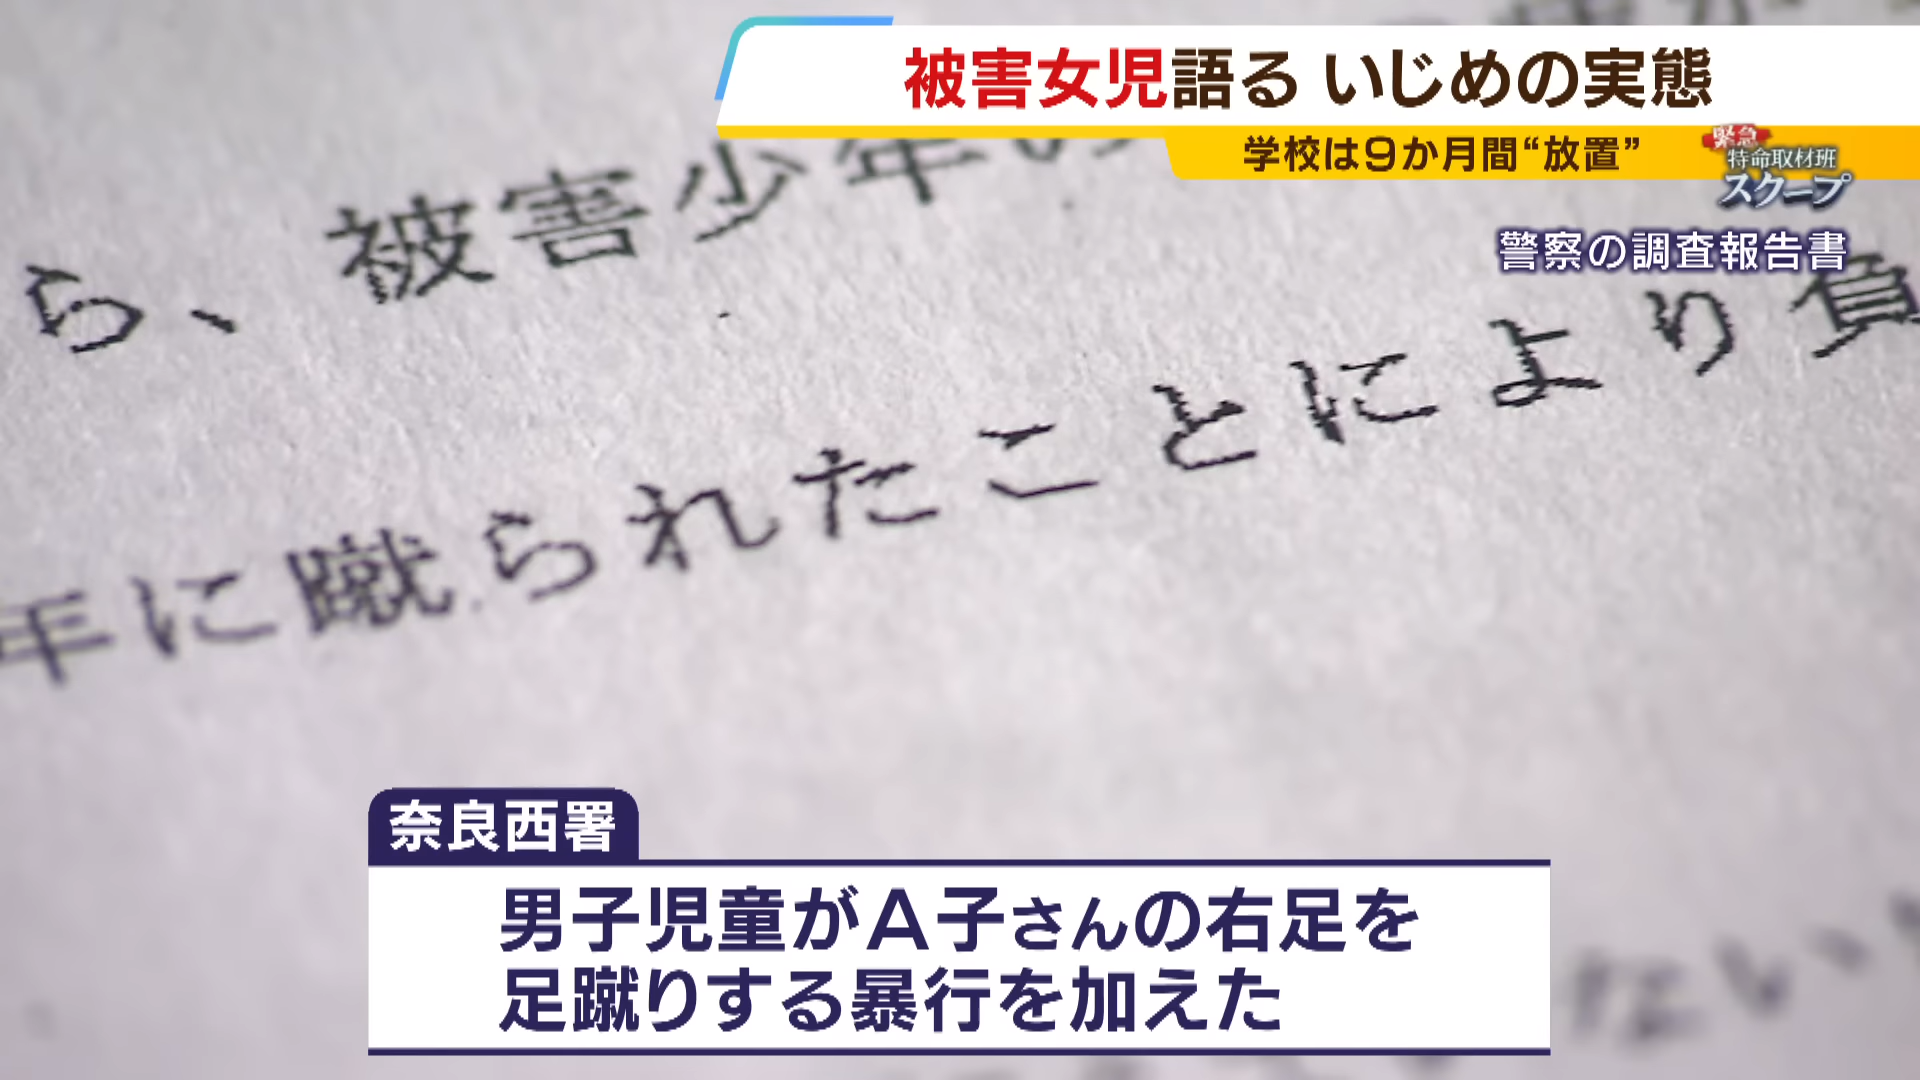 被害女児語る いじめの実態
学校は9か月間“放置”
緊急
特命取材班
スクープ
警察の調査報告書
ら、被害少年の
年に蹴られたことにより負
奈良西署
男子児童がA子さんの右足を
足蹴りする暴行を加えた
ない